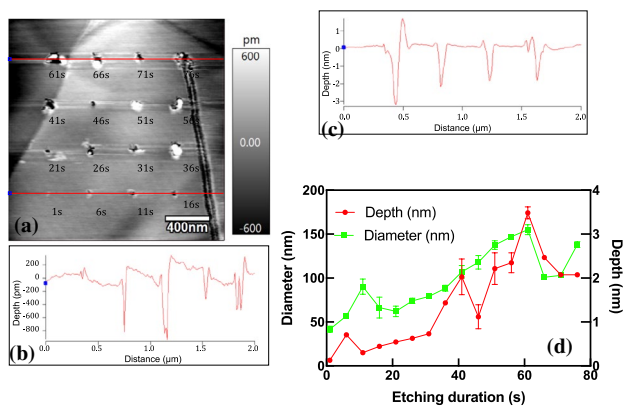 pm
600
0.00
-600
61s 66s 71s 76s
41s 46s 51s 56s
21s 26s 31s 36s
1s 6s 11s 16s
(a)
400nm
200
0
-200
-400
-600
-800
Depth (pm)
0.0 0.5 1.0 1.5 2.0
Distance (µm)
(b)
1
0
-1
-2
-3
Depth (nm)
0.0 0.5 1.0 1.5 2.0
Distance (µm)
(c)
200
150
100
50
0
Diameter (nm)
Depth (nm)
Diameter (nm)
4
3
2
1
0
Depth (nm)
0 20 40 60 80
Etching duration (s)
(d)